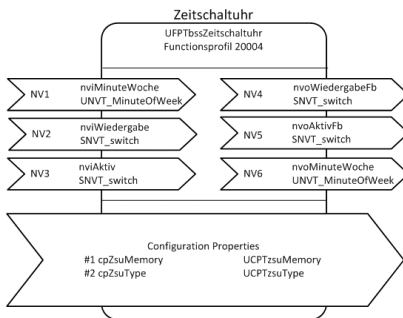 Zeitschaltuhr
UFPTbssZeitschaltuhr
Functionsprofil 20004
NV1 nviMinuteWoche
UNVT_MinuteOfWeek
NV4 nvoWiedergabeFb
SNVT_switch
NV2 nviWiedergabe
SNVT_switch
NV5 nvoAktivFb
SNVT_switch
NV3 nviAktiv
SNVT_switch
NV6 nvoMinuteWoche
UNVT_MinuteOfWeek
Configuration Properties
#1 cpZsuMemory UCPTzsuMemory
#2 cpZsuType UCPTzsuType